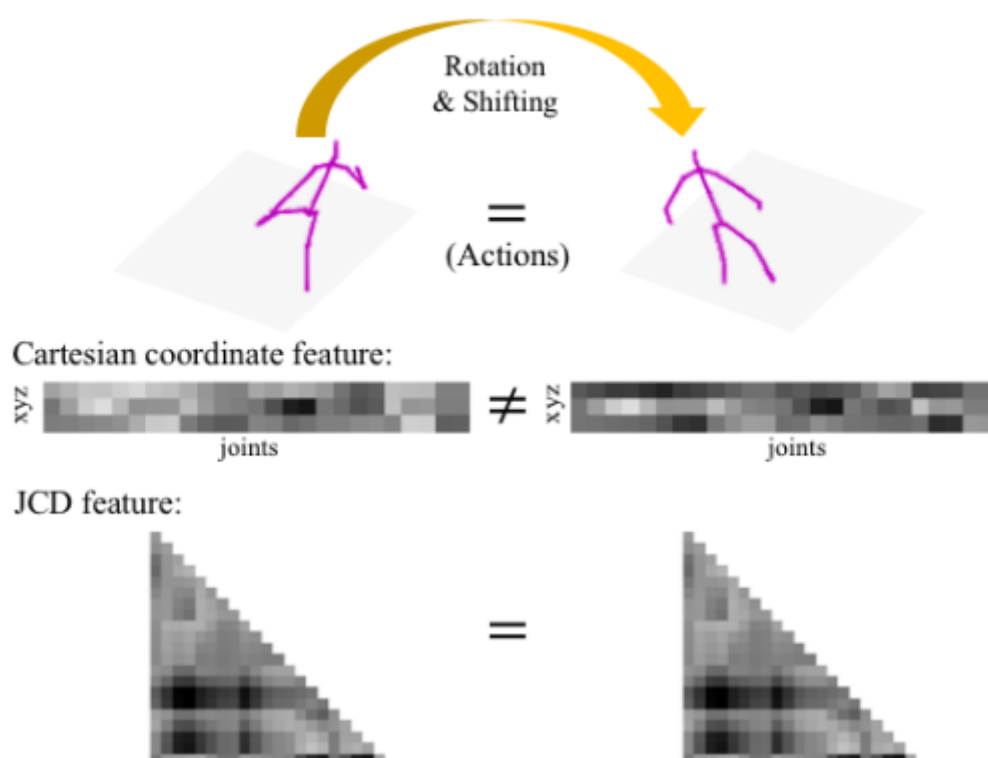 Rotation
& Shifting
=
(Actions)
Cartesian coordinate feature:
xyz
≠
xyz
joints
joints
JCD feature:
=